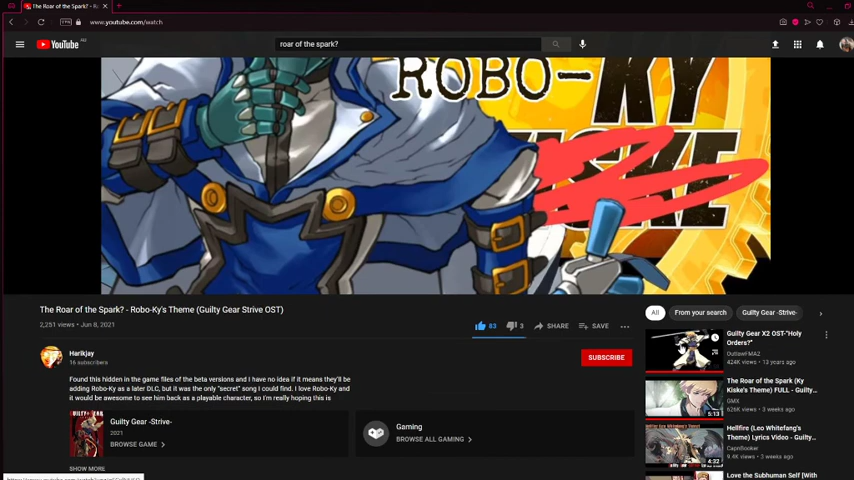 The Roar of the Spark? - Ro
www.youtube.com/watch
YouTube
roar of the spark?
ROBO-KY
KISKE
The Roar of the Spark? - Robo-Ky's Theme (Guilty Gear Strive OST)
2,251 views • Jun 8, 2021
83
3
SHARE
SAVE
Harikjay
16 subscribers
SUBSCRIBE
Found this hidden in the game files of the beta versions and I have no idea if it means they'll be
adding Robo-Ky as a later DLC, but it was the only "secret" song I could find. I love Robo-Ky and
it would be awesome to see him back as a playable character, so I'm really hoping this is
Guilty Gear -Strive-
2021
BROWSE GAME
Gaming
BROWSE ALL GAMING
SHOW MORE
All
From your search
Guilty Gear -Strive-
Guilty Gear X2 OST-"Holy
Orders?"
Outlaw1MA2
424K views • 13 years ago
The Roar of the Spark (Ky
Kiske's Theme) FULL - Guilty...
GMX
626K views • 3 weeks ago
5:13
Hellfire (Leo Whitefang's
Theme) Lyrics Video - Guilty...
CapnBooker
9.4K views • 3 weeks ago
4:32
Love the Subhuman Self [With